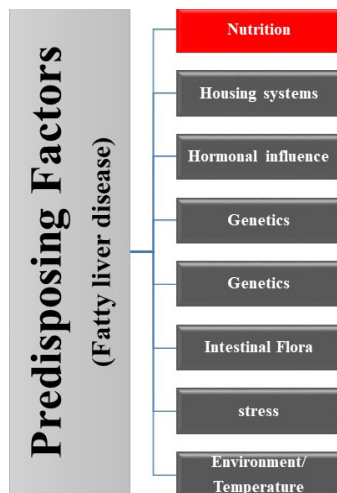 Predisposing Factors
(Fatty liver disease)
Nutrition
Housing systems
Hormonal influence
Genetics
Genetics
Intestinal Flora
stress
Environment/
Temperature